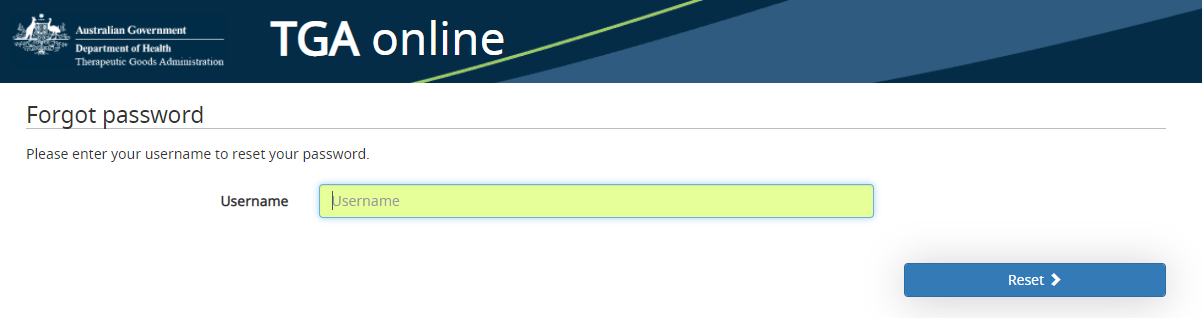 Australian Government
Department of Health
Therapeutic Goods Administration
TGA online
Forgot password
Please enter your username to reset your password.
Username
Username
Reset